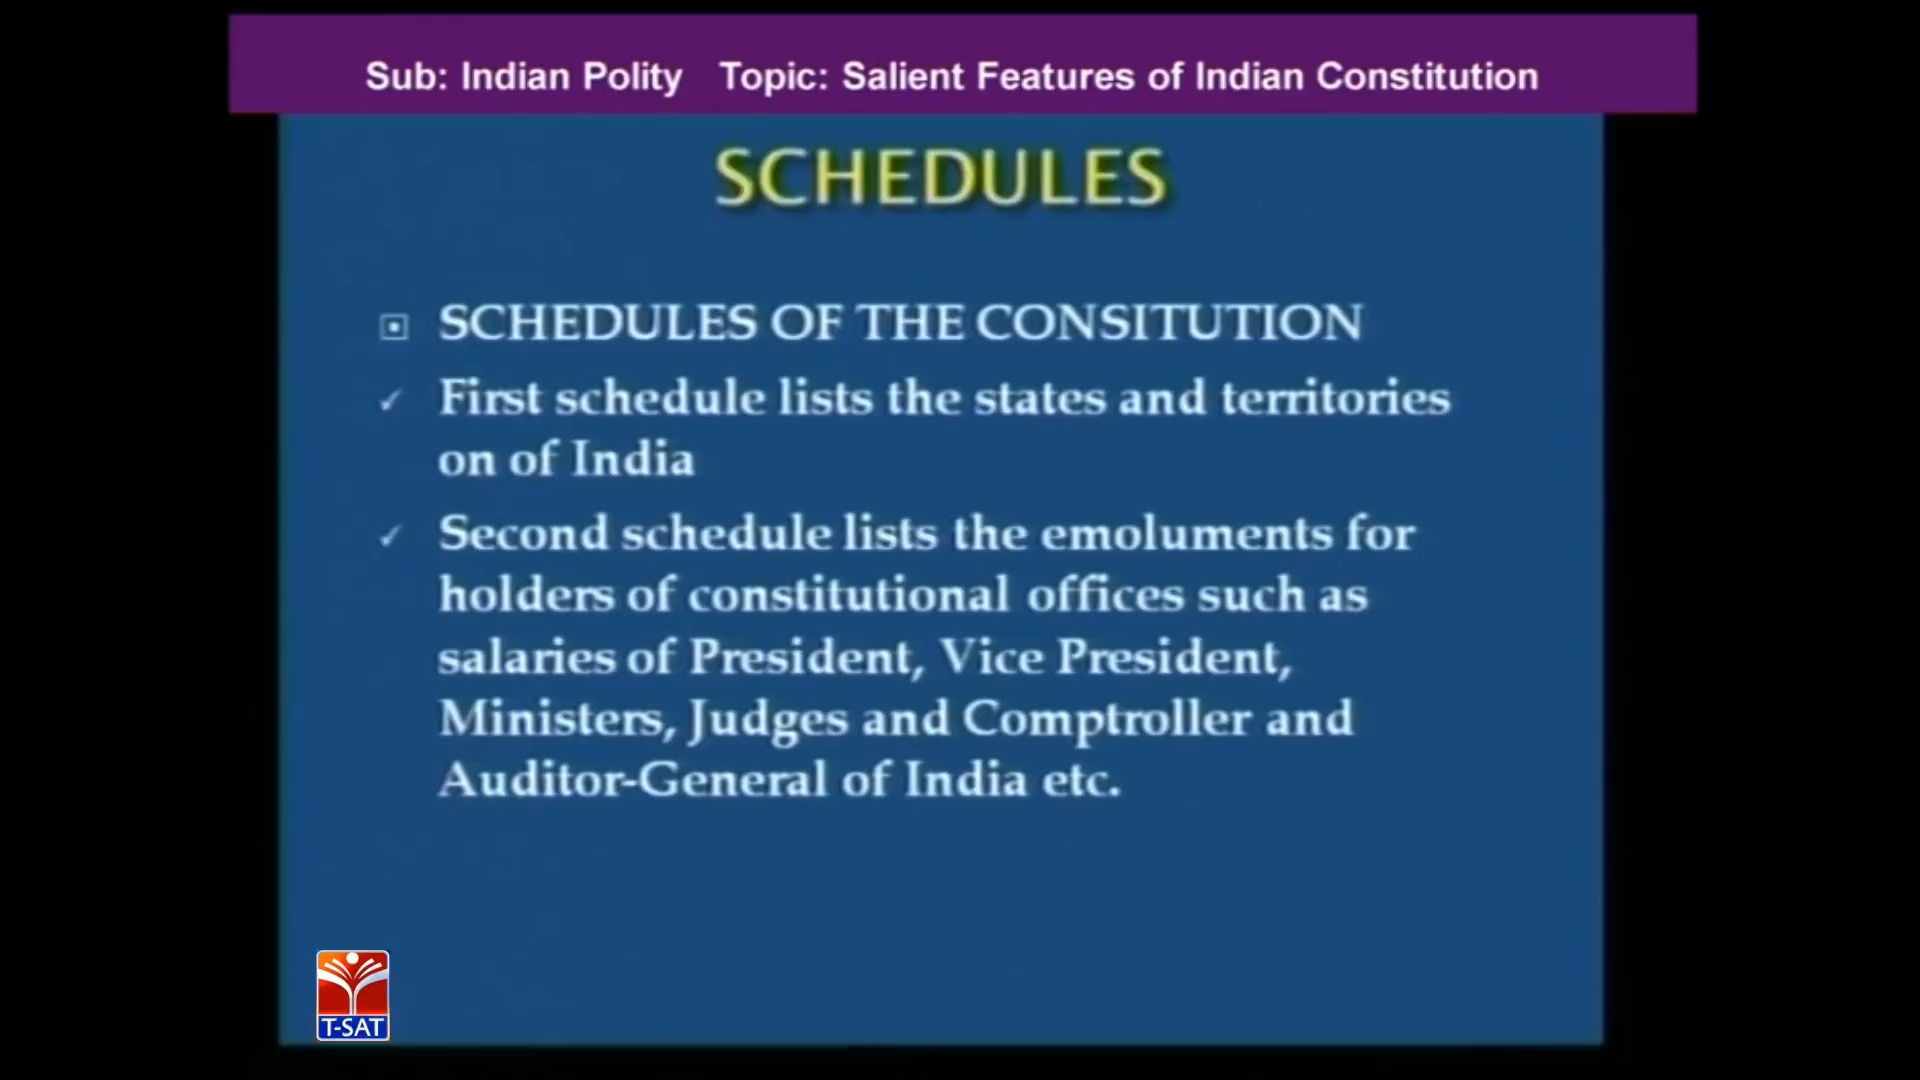 Sub: Indian Polity Topic: Salient Features of Indian Constitution
SCHEDULES
SCHEDULES OF THE CONSITUTION
First schedule lists the states and territories
on of India
Second schedule lists the emoluments for
holders of constitutional offices such as
salaries of President, Vice President,
Ministers, Judges and Comptroller and
Auditor-General of India etc.
T-SAT